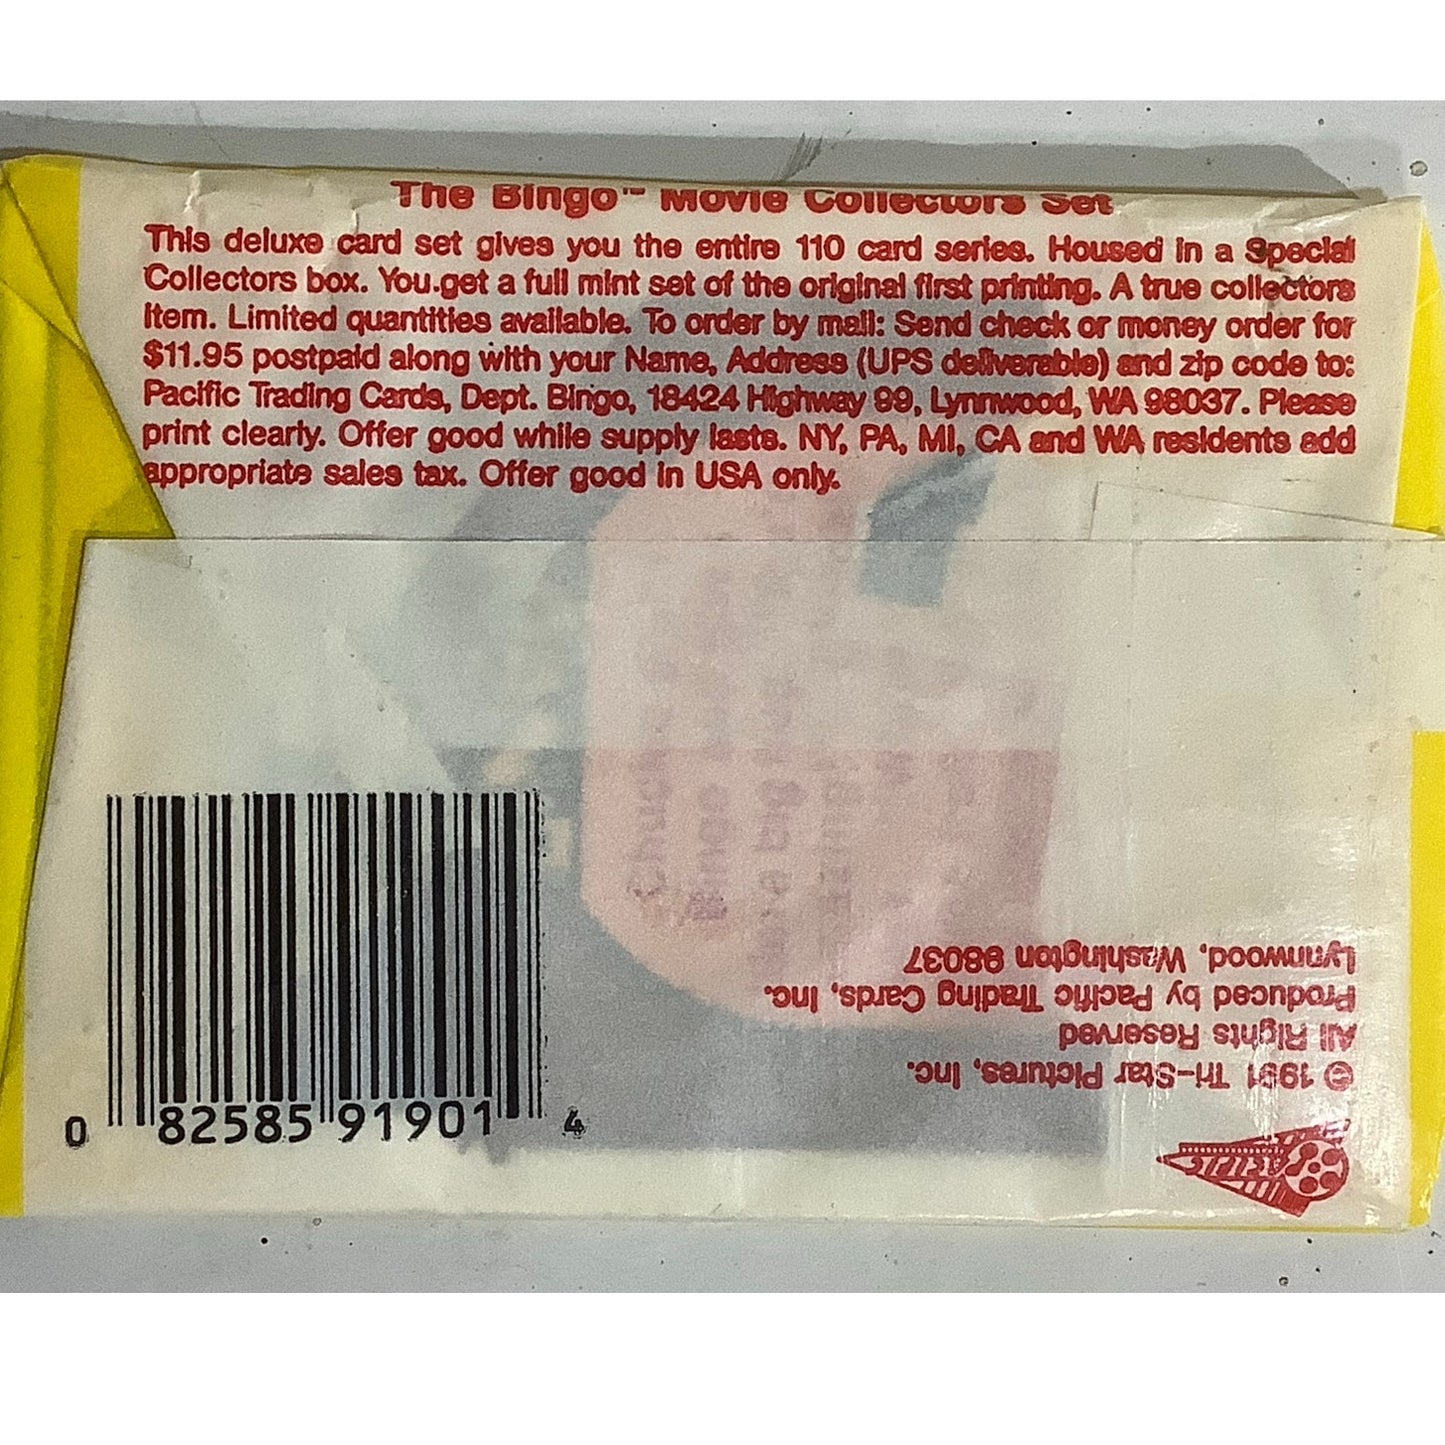 The Bingo™ Movie Collectors Set
This deluxe card set gives you the entire 110 card series. Housed in a Special
Collectors box. You get a full mint set of the original first printing. A true collectors
item. Limited quantities available. To order by mail: Send check or money order for
$11.95 postpaid along with your Name, Address (UPS deliverable) and zip code to:
Pacific Trading Cards, Dept. Bingo, 18424 Highway 99, Lynnwood, WA 98037. Please
print clearly. Offer good while supply lasts. NY, PA, MI, CA and WA residents add
appropriate sales tax. Offer good in USA only.
0 82585 91901 4
© 1991 Tri-Star Pictures, Inc.
All Rights Reserved
Produced by Pacific Trading Cards, Inc.
Lynnwood, Washington 98037